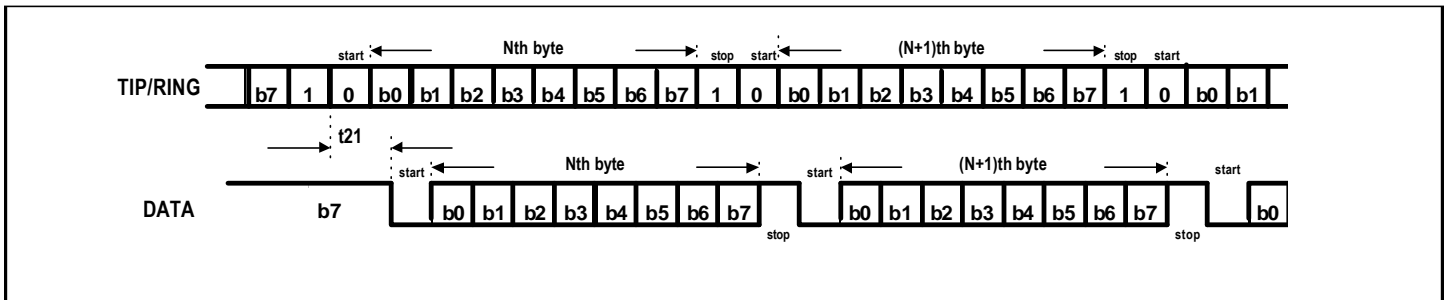 start Nth byte stop start (N+1)th byte stop start
TIP/RING b7 1 0 b0 b1 b2 b3 b4 b5 b6 b7 1 0 b0 b1 b2 b3 b4 b5 b6 b7 1 0 b0 b1
t21
start Nth byte start (N+1)th byte start
DATA b7 b0 b1 b2 b3 b4 b5 b6 b7 b0 b1 b2 b3 b4 b5 b6 b7 b0
stop stop